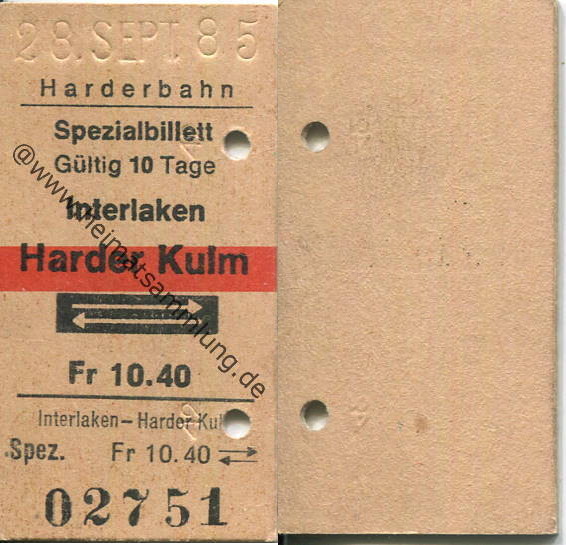 28.SEPT.85
Harderbahn
Spezialbillett
Gültig 10 Tage
Interlaken
Harder Kulm
Fr 10.40
Interlaken – Harder Kul
Spez. Fr 10.40
02751
@www.heimatsammlung.de